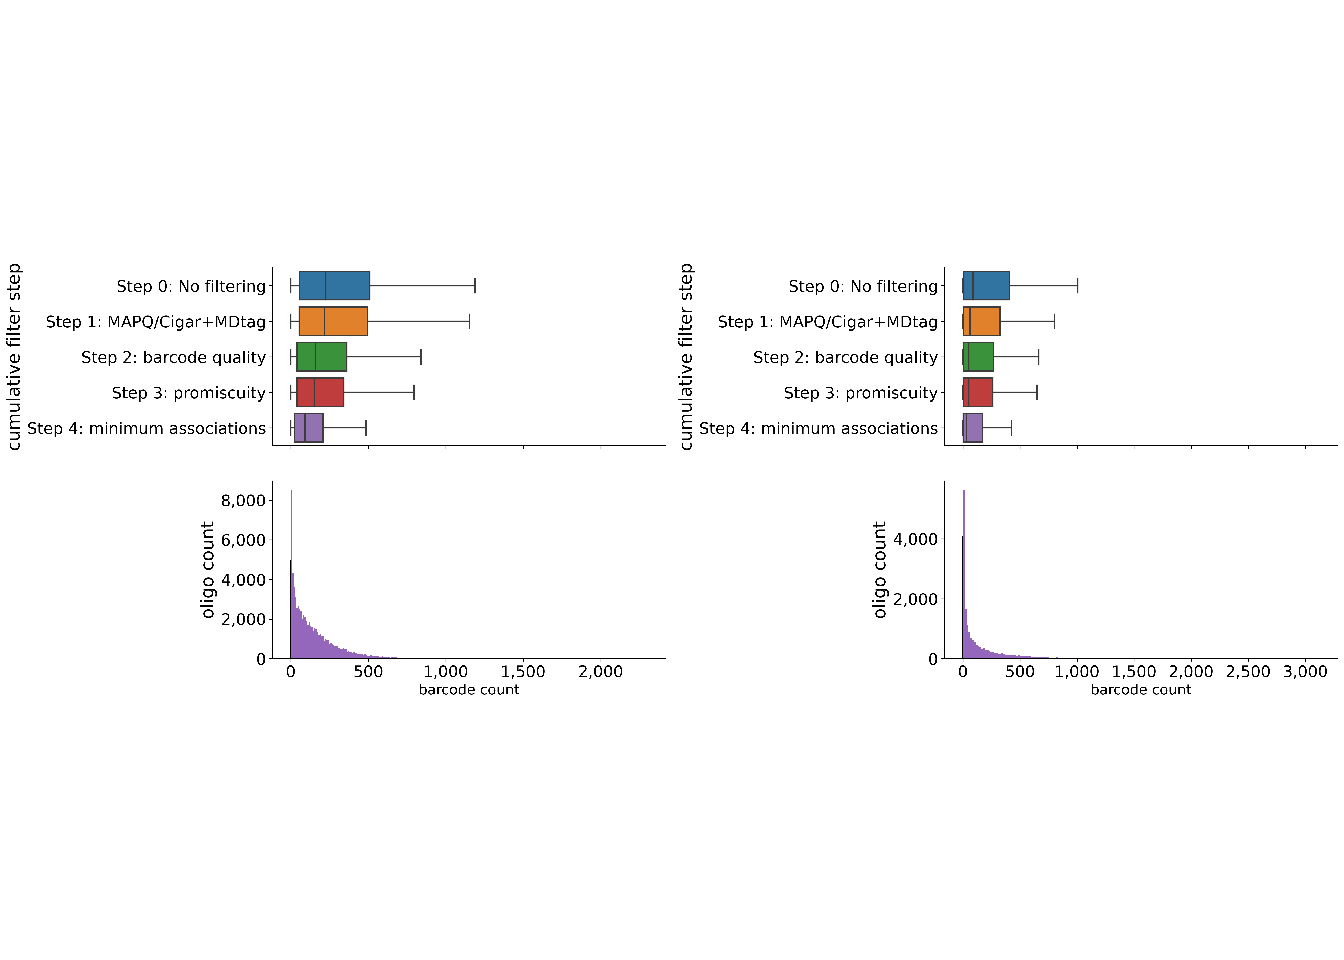 cumulative filter step
Step 0: No filtering
Step 1: MAPQ/Cigar+MDtag
Step 2: barcode quality
Step 3: promiscuity
Step 4: minimum associations
oligo count
8,000
6,000
4,000
2,000
0
0 500 1,000 1,500 2,000
barcode count
cumulative filter step
Step 0: No filtering
Step 1: MAPQ/Cigar+MDtag
Step 2: barcode quality
Step 3: promiscuity
Step 4: minimum associations
oligo count
4,000
2,000
0
0 500 1,000 1,500 2,000 2,500 3,000
barcode count